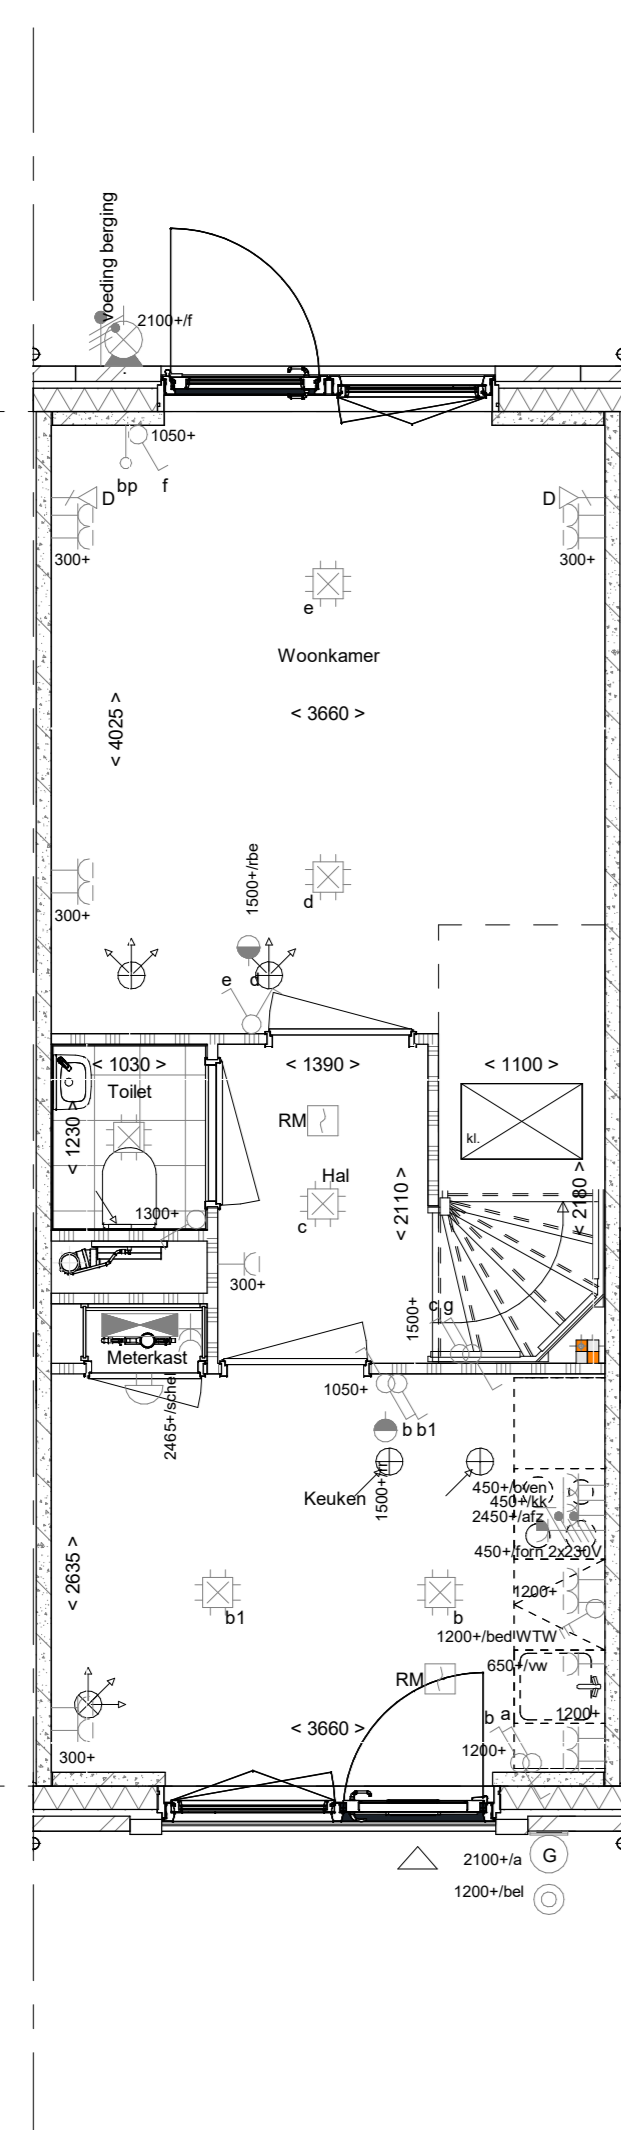 voeding berging
2100+/f
1050+
bp
f
D
D
300+
300+
e
Woonkamer
< 3660 >
< 4025 >
1500+/rbe
d
300+
e
d
< 1030 >
< 1390 >
< 1100 >
Toilet
RM
kl.
< 1230 >
Hal
< 2110 >
< 2180 >
1300+
c
300+
1500+
c g
Meterkast
2465+/schel
1050+
b b1
1500+/rf
Keuken
450+/oven
450+/kk
2450+/afz
450+/forn 2x230V
< 2635 >
1200+
b1
b
1200+/bed WTW
650+/vw
RM
b a
1200+
< 3660 >
300+
1200+
2100+/a
G
1200+/bel